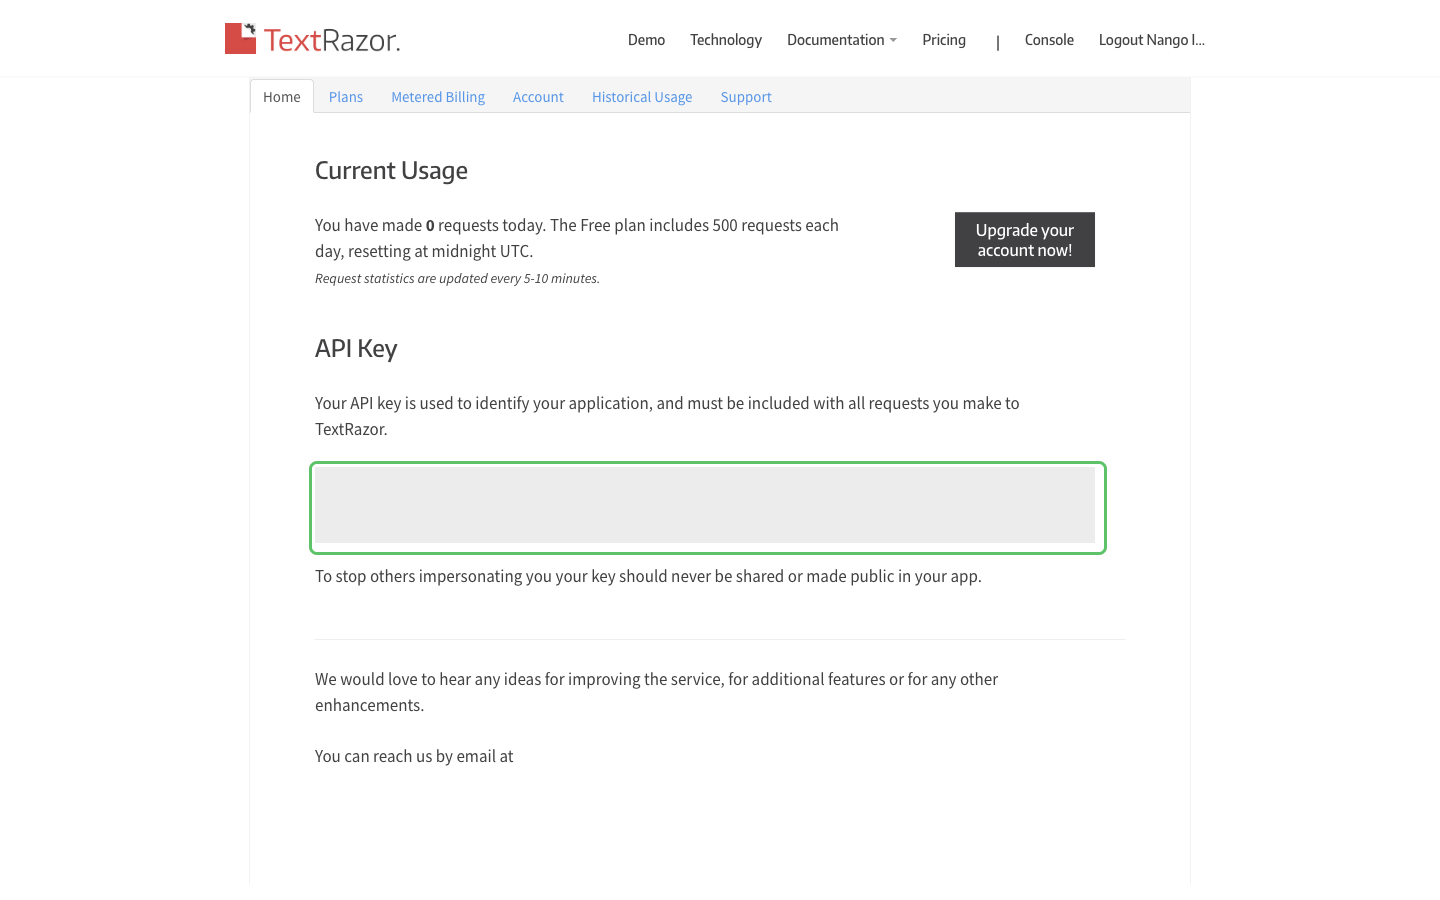 TextRazor.
Demo Technology Documentation Pricing | Console Logout Nango I...
Home Plans Metered Billing Account Historical Usage Support
Current Usage
You have made 0 requests today. The Free plan includes 500 requests each
day, resetting at midnight UTC.
Request statistics are updated every 5-10 minutes.
Upgrade your
account now!
API Key
Your API key is used to identify your application, and must be included with all requests you make to
TextRazor.
To stop others impersonating you your key should never be shared or made public in your app.
We would love to hear any ideas for improving the service, for additional features or for any other
enhancements.
You can reach us by email at